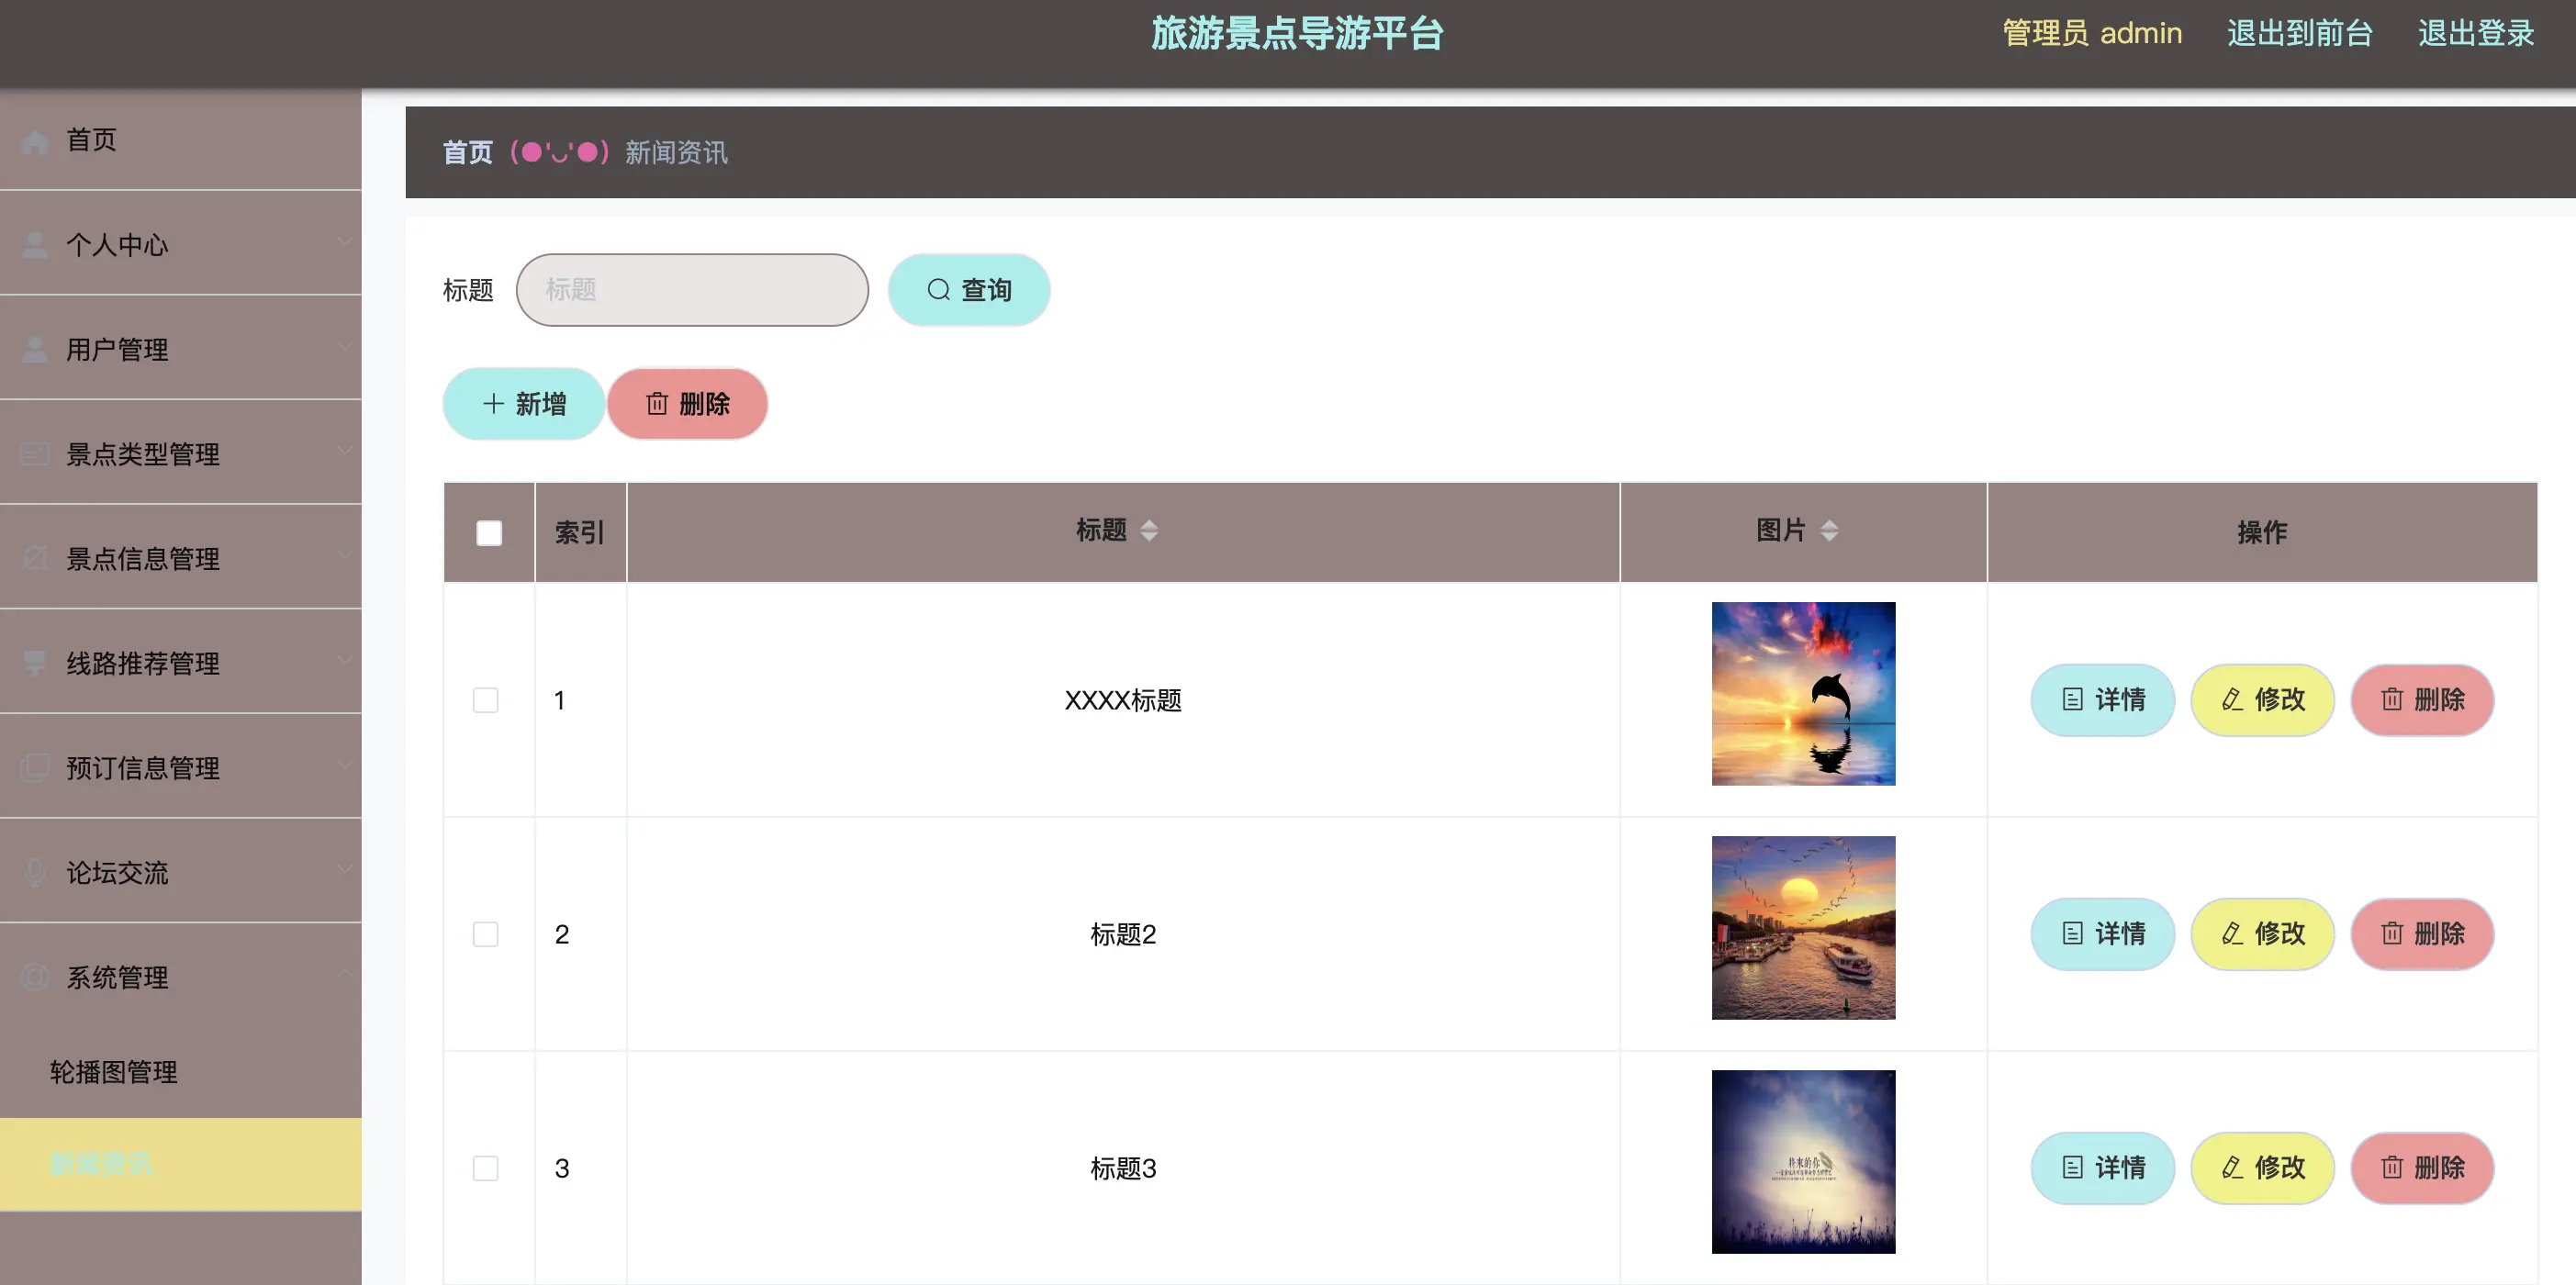 旅游景点导游平台
管理员 admin 退出到前台 退出登录
首页
个人中心
用户管理
景点类型管理
景点信息管理
线路推荐管理
预订信息管理
论坛交流
系统管理
轮播图管理
新闻资讯
首页 (●'◡'●) 新闻资讯
标题 标题 查询
新增 删除
索引 标题 图片 操作
1 XXXX标题 详情 修改 删除
2 标题2 详情 修改 删除
3 标题3 详情 修改 删除
将来的你